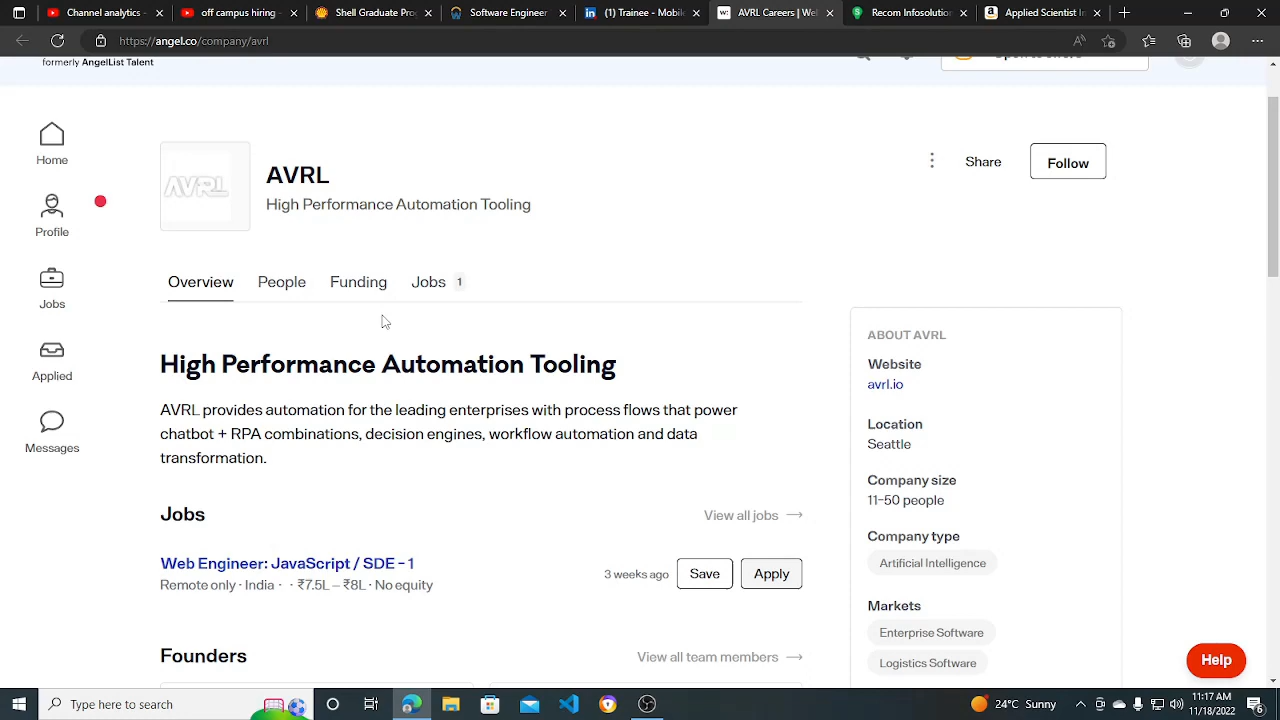 Channel anal
off campus hiring -
Shell Graduate Pro
Software Engineer
(1) Trainee - Mobile
AVRL Careers | Wel
Room Infosolution
Applied Scientist In
https://angel.co/company/avrl
formerly AngelList Talent
Home
Profile
Jobs
Applied
Messages
AVRL
AVRL
High Performance Automation Tooling
Share
Follow
Overview
People
Funding
Jobs 1
High Performance Automation Tooling
AVRL provides automation for the leading enterprises with process flows that power
chatbot + RPA combinations, decision engines, workflow automation and data
transformation.
Jobs
View all jobs
Web Engineer: JavaScript / SDE - 1
Remote only · India · · ₹7.5L – ₹8L · No equity
3 weeks ago
Save
Apply
Founders
View all team members
ABOUT AVRL
Website
avrl.io
Location
Seattle
Company size
11-50 people
Company type
Artificial Intelligence
Markets
Enterprise Software
Logistics Software
Help
Type here to search
24°C Sunny
11:17 AM
11/18/2022